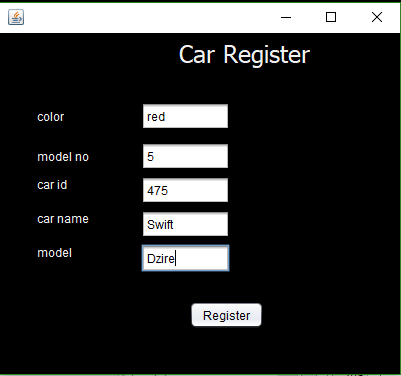 Car Register
color red
model no 5
car id 475
car name Swift
model Dzire
Register